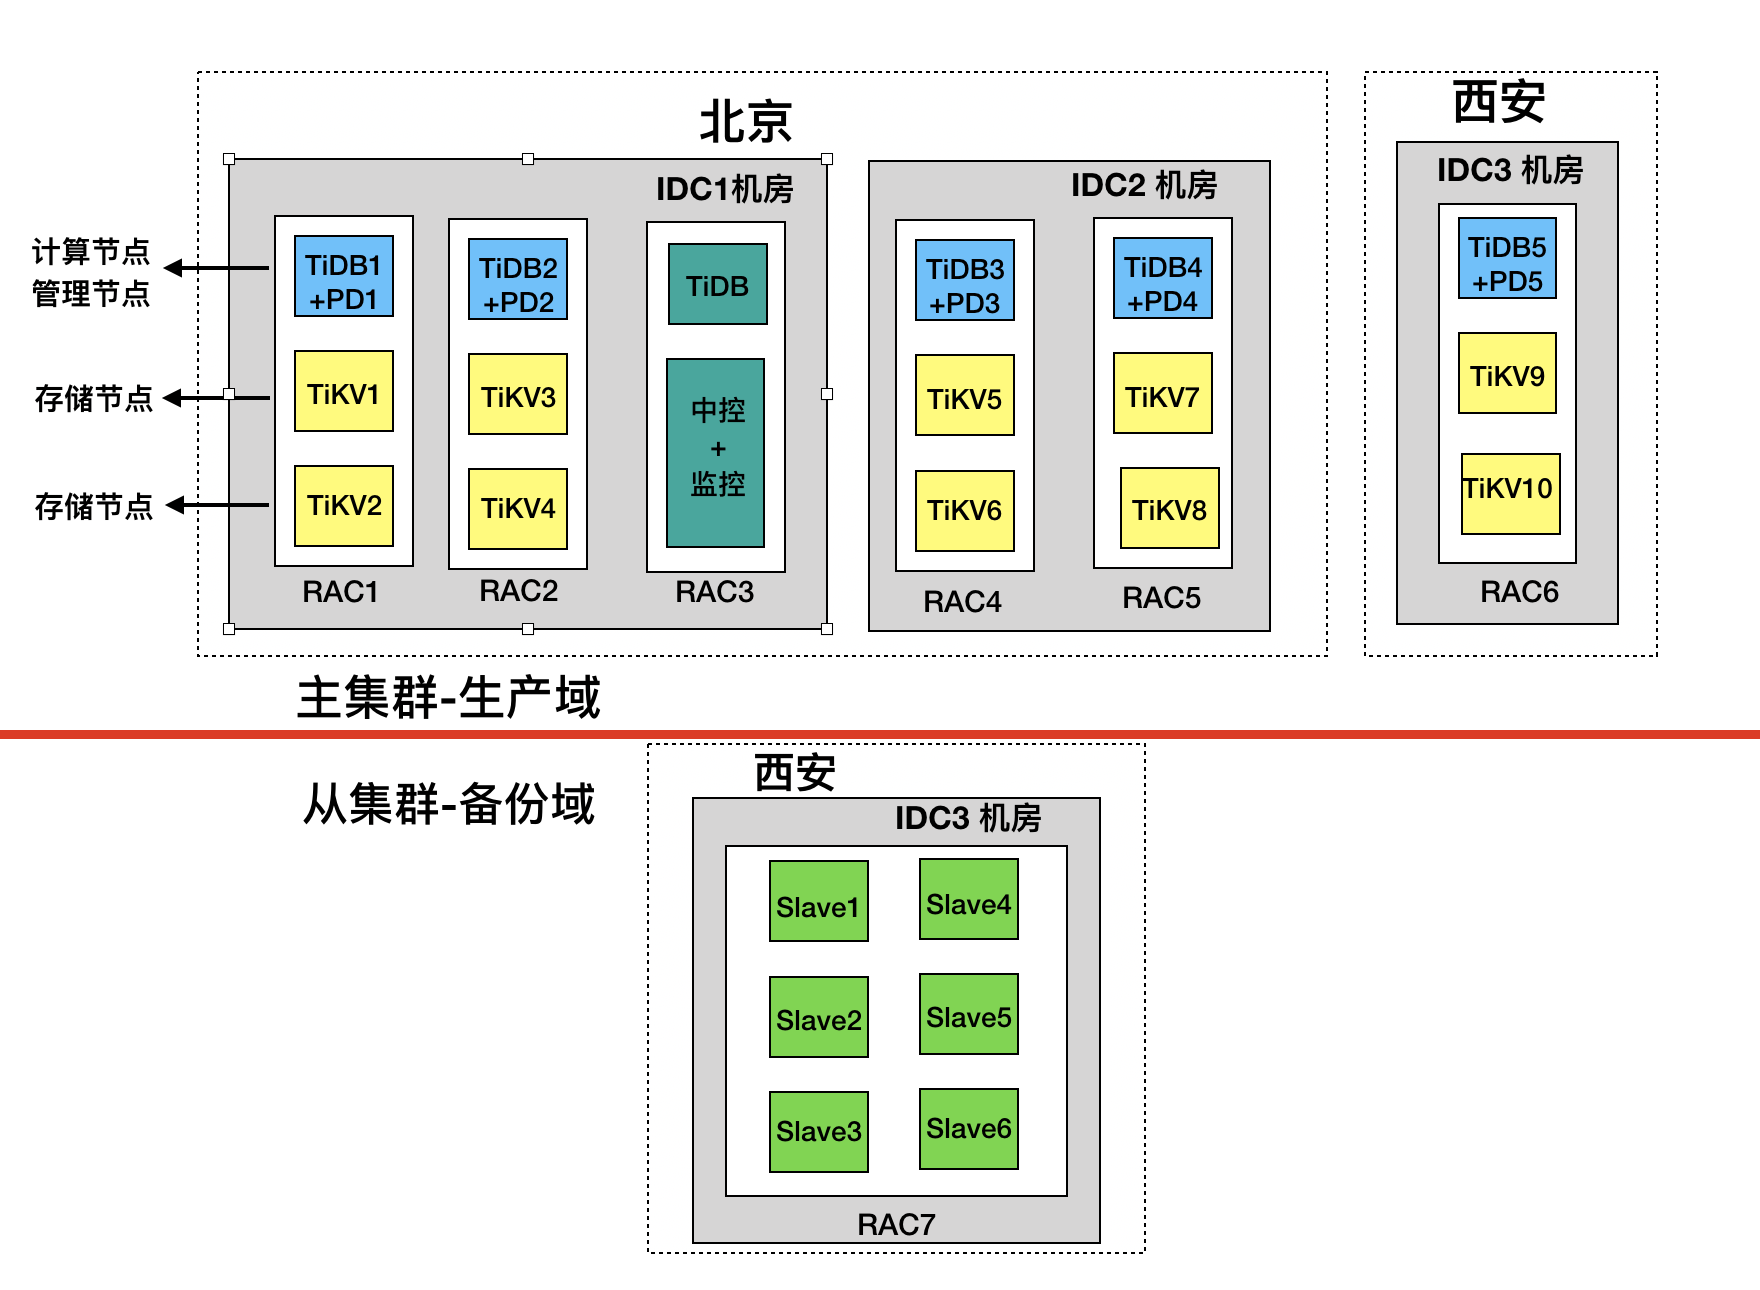 北京
西安
IDC1机房
IDC2 机房
IDC3 机房
计算节点
管理节点
存储节点
存储节点
TiDB1
+PD1
TiKV1
TiKV2
RAC1
TiDB2
+PD2
TiKV3
TiKV4
RAC2
TiDB
中控
+
监控
RAC3
TiDB3
+PD3
TiKV5
TiKV6
RAC4
TiDB4
+PD4
TiKV7
TiKV8
RAC5
TiDB5
+PD5
TiKV9
TiKV10
RAC6
主集群-生产域
从集群-备份域
西安
IDC3 机房
Slave1
Slave4
Slave2
Slave5
Slave3
Slave6
RAC7